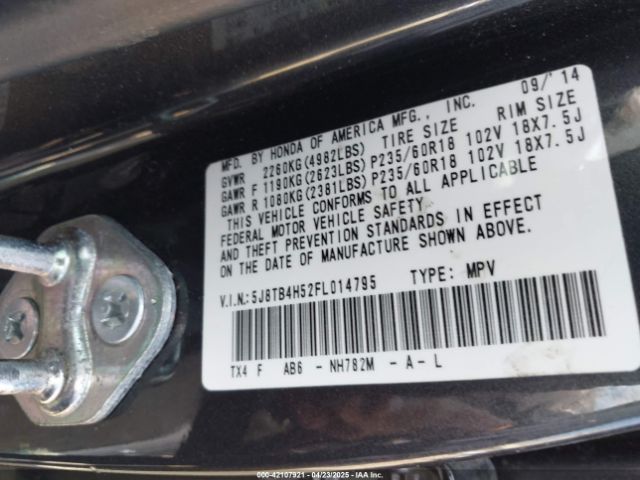 09/'14
MFD. BY HONDA OF AMERICA MFG., INC.
GVWR 2260KG(4982LBS) TIRE SIZE RIM SIZE
GAWR F 1190KG(2623LBS)P235/60R18 102V 18X7.5J
GAWR R 1080KG(2381LBS)P235/60R18 102V 18X7.5J
THIS VEHICLE CONFORMS TO ALL APPLICABLE
FEDERAL MOTOR VEHICLE SAFETY
AND THEFT PREVENTION STANDARDS IN EFFECT
ON THE DATE OF MANUFACTURE SHOWN ABOVE.
V.I.N.:5J8TB4H52FL014795 TYPE: MPV
TX4 F AB6 - NH782M - A - L
000-42107921 | 04/23/2025 | IAA Inc.